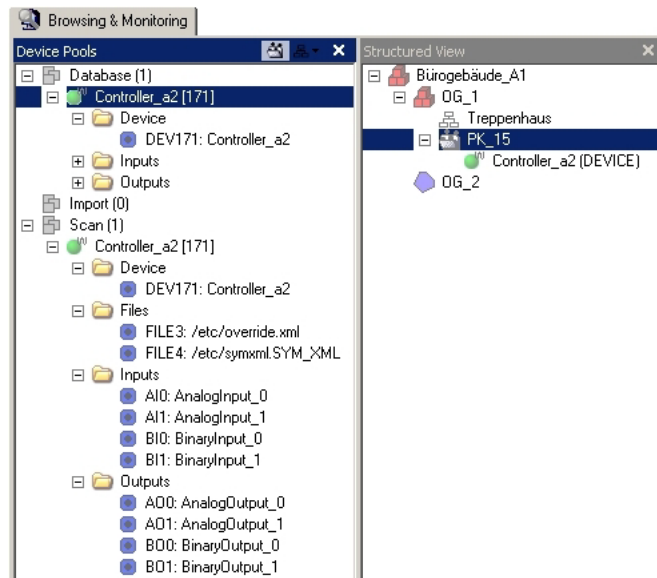 Browsing & Monitoring
Device Pools
Database (1)
Controller_a2 [171]
Device
DEV171: Controller_a2
Inputs
Outputs
Import (0)
Scan (1)
Controller_a2 [171]
Device
DEV171: Controller_a2
Files
FILE3: /etc/override.xml
FILE4: /etc/symxml.SYM_XML
Inputs
AI0: AnalogInput_0
AI1: AnalogInput_1
BI0: BinaryInput_0
BI1: BinaryInput_1
Outputs
AO0: AnalogOutput_0
AO1: AnalogOutput_1
BO0: BinaryOutput_0
BO1: BinaryOutput_1
Structured View
Bürogebäude_A1
OG_1
Treppenhaus
PK_15
Controller_a2 (DEVICE)
OG_2